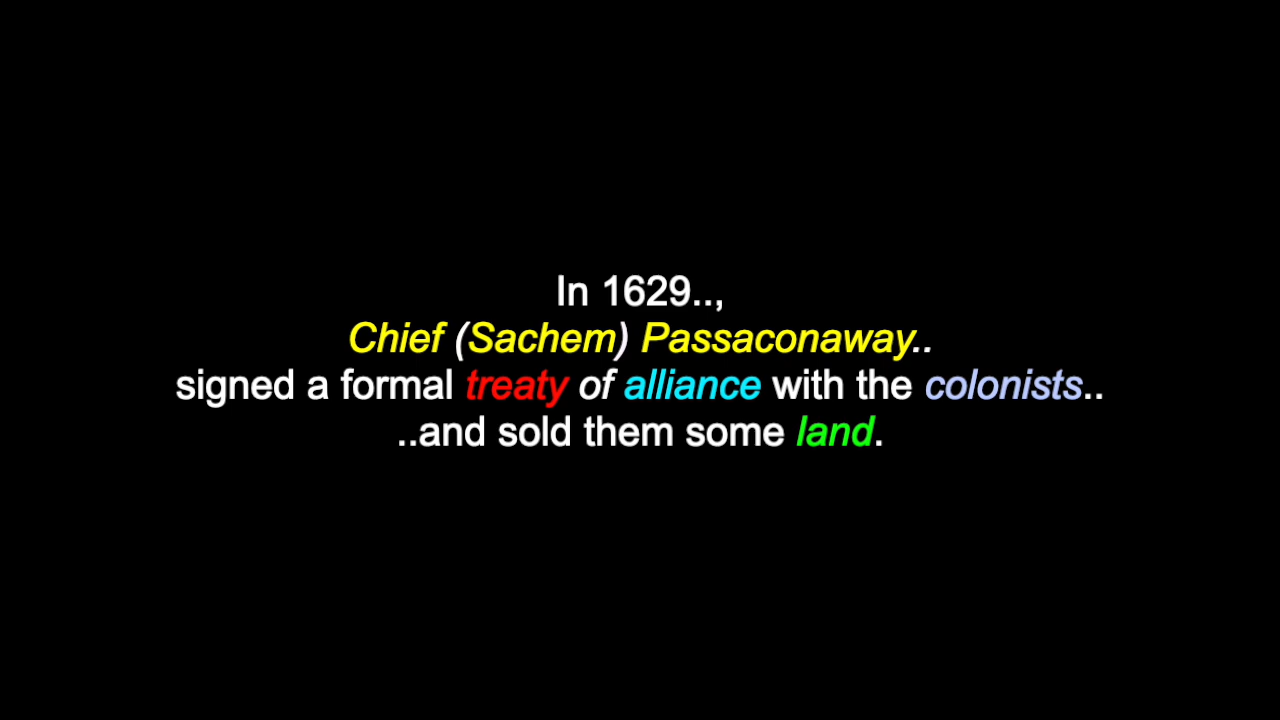 In 1629..,
Chief (Sachem) Passaconaway..
signed a formal treaty of alliance with the colonists..
..and sold them some land.